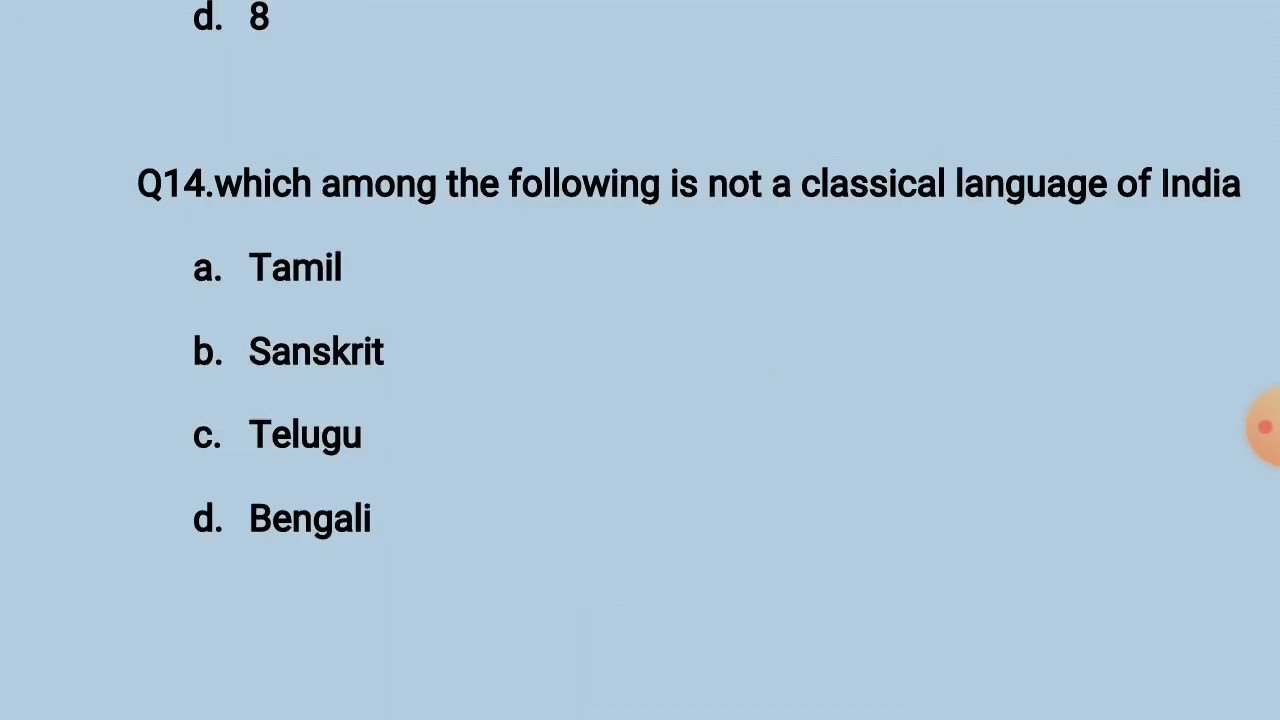 d. 8
Q14.which among the following is not a classical language of India
a. Tamil
b. Sanskrit
c. Telugu
d. Bengali